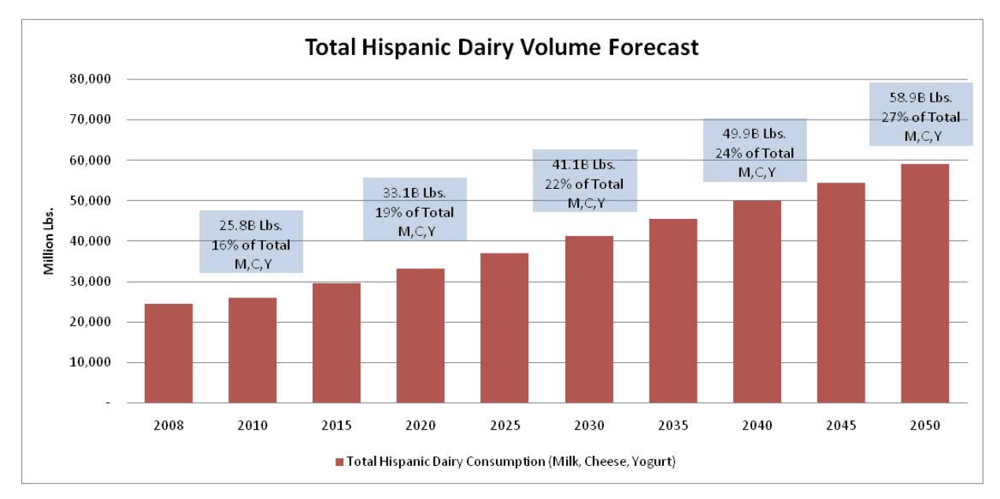 Total Hispanic Dairy Volume Forecast
80,000
70,000
60,000
50,000
40,000
30,000
20,000
10,000
-
Million Lbs.
25.8B Lbs.
16% of Total
M,C,Y
33.1B Lbs.
19% of Total
M,C,Y
41.1B Lbs.
22% of Total
M,C,Y
49.9B Lbs.
24% of Total
M,C,Y
58.9B Lbs.
27% of Total
M,C,Y
2008 2010 2015 2020 2025 2030 2035 2040 2045 2050
Total Hispanic Dairy Consumption (Milk, Cheese, Yogurt)